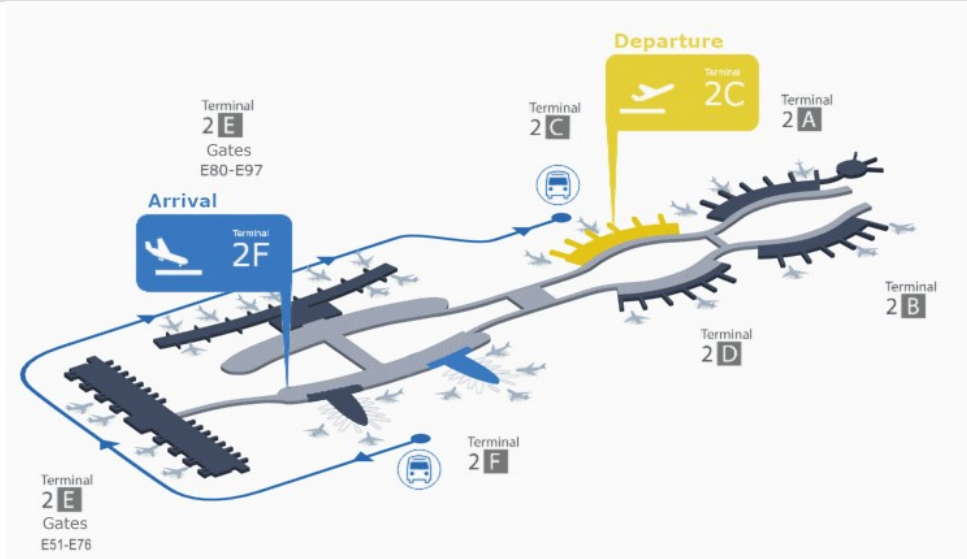 Departure
Terminal
2C
Terminal
2 A
Terminal
2 C
Terminal
2 E
Gates
E80-E97
Arrival
Terminal
2F
Terminal
2 B
Terminal
2 D
Terminal
2 F
Terminal
2 E
Gates
E51-E76